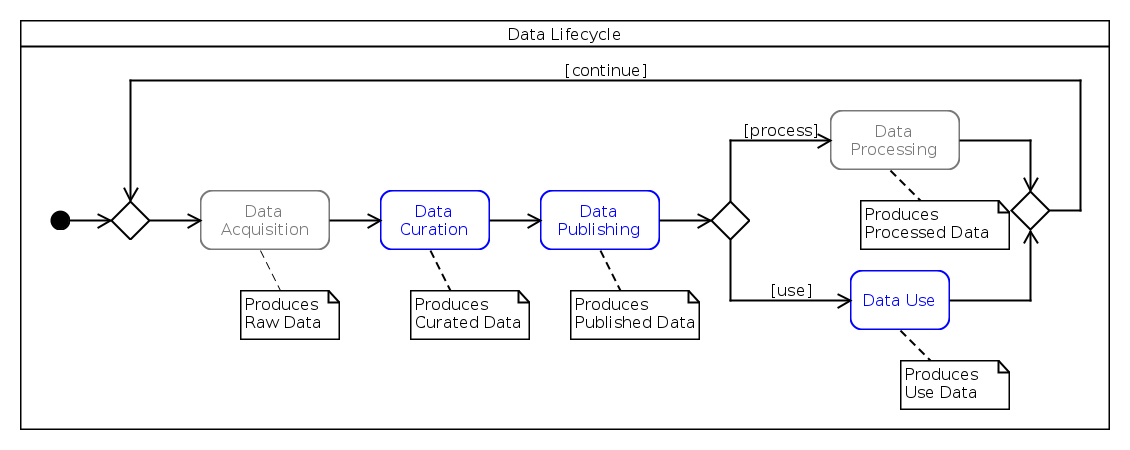 Data Lifecycle
[continue]
[process]
Data
Processing
Data
Acquisition
Data
Curation
Data
Publishing
Produces
Processed Data
[use]
Data Use
Produces
Raw Data
Produces
Curated Data
Produces
Published Data
Produces
Use Data